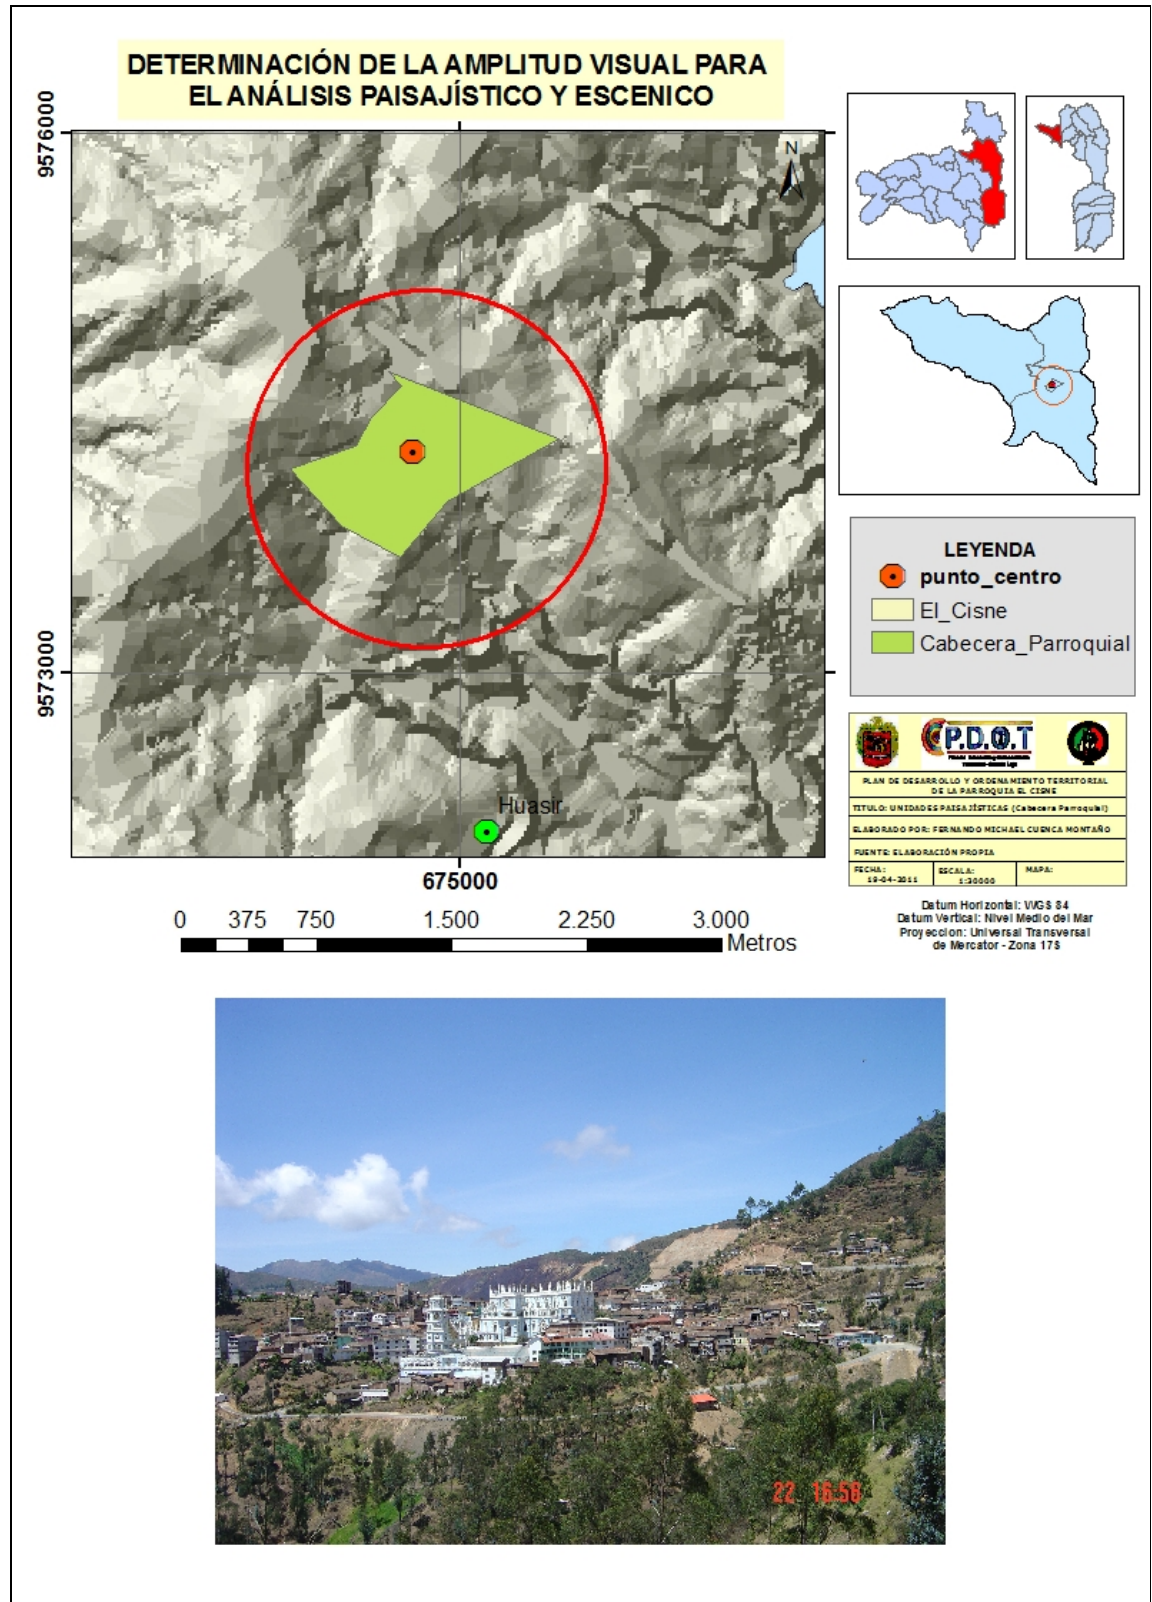 DETERMINACIÓN DE LA AMPLITUD VISUAL PARA
EL ANÁLISIS PAISAJÍSTICO Y ESCENICO
9576000
9573000
N
Huasir
675000
0 375 750 1.500 2.250 3.000
Metros
LEYENDA
punto_centro
El_Cisne
Cabecera_Parroquial
P.D.O.T
PLAN DE DESARROLLO Y ORDENAMIENTO TERRITORIAL
DE LA PARROQUIA EL CISNE
TITULO: UNIDADES PAISAJÍSTICAS (Cabecera Parroquial)
ELABORADO POR: FERNANDO MICHAEL CUENCA MONTAÑO
FUENTE: ELABORACIÓN PROPIA
FECHA: ESCALA: MAPA:
19-04-2011 1:30000
Datum Horizontal: WGS 84
Datum Vertical: Nivel Medio del Mar
Proyeccion: Universal Transversal
de Mercator - Zona 17S
22 16:58